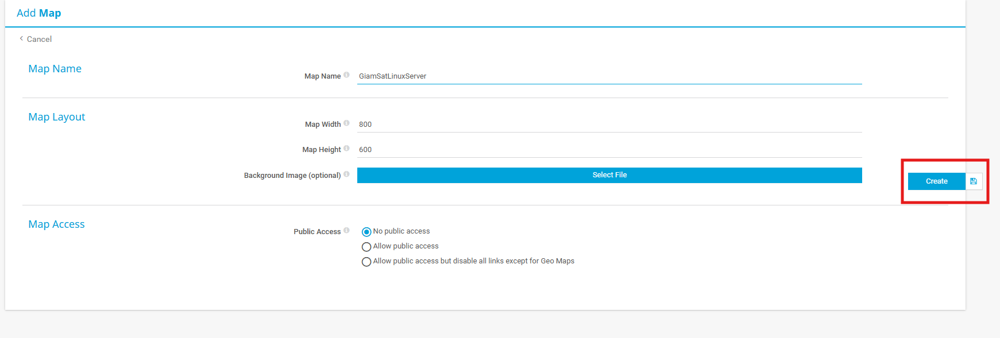 Add Map
Cancel
Map Name
Map Name
GiamSatLinuxServer
Map Layout
Map Width
800
Map Height
600
Background Image (optional)
Select File
Create
Map Access
Public Access
No public access
Allow public access
Allow public access but disable all links except for Geo Maps